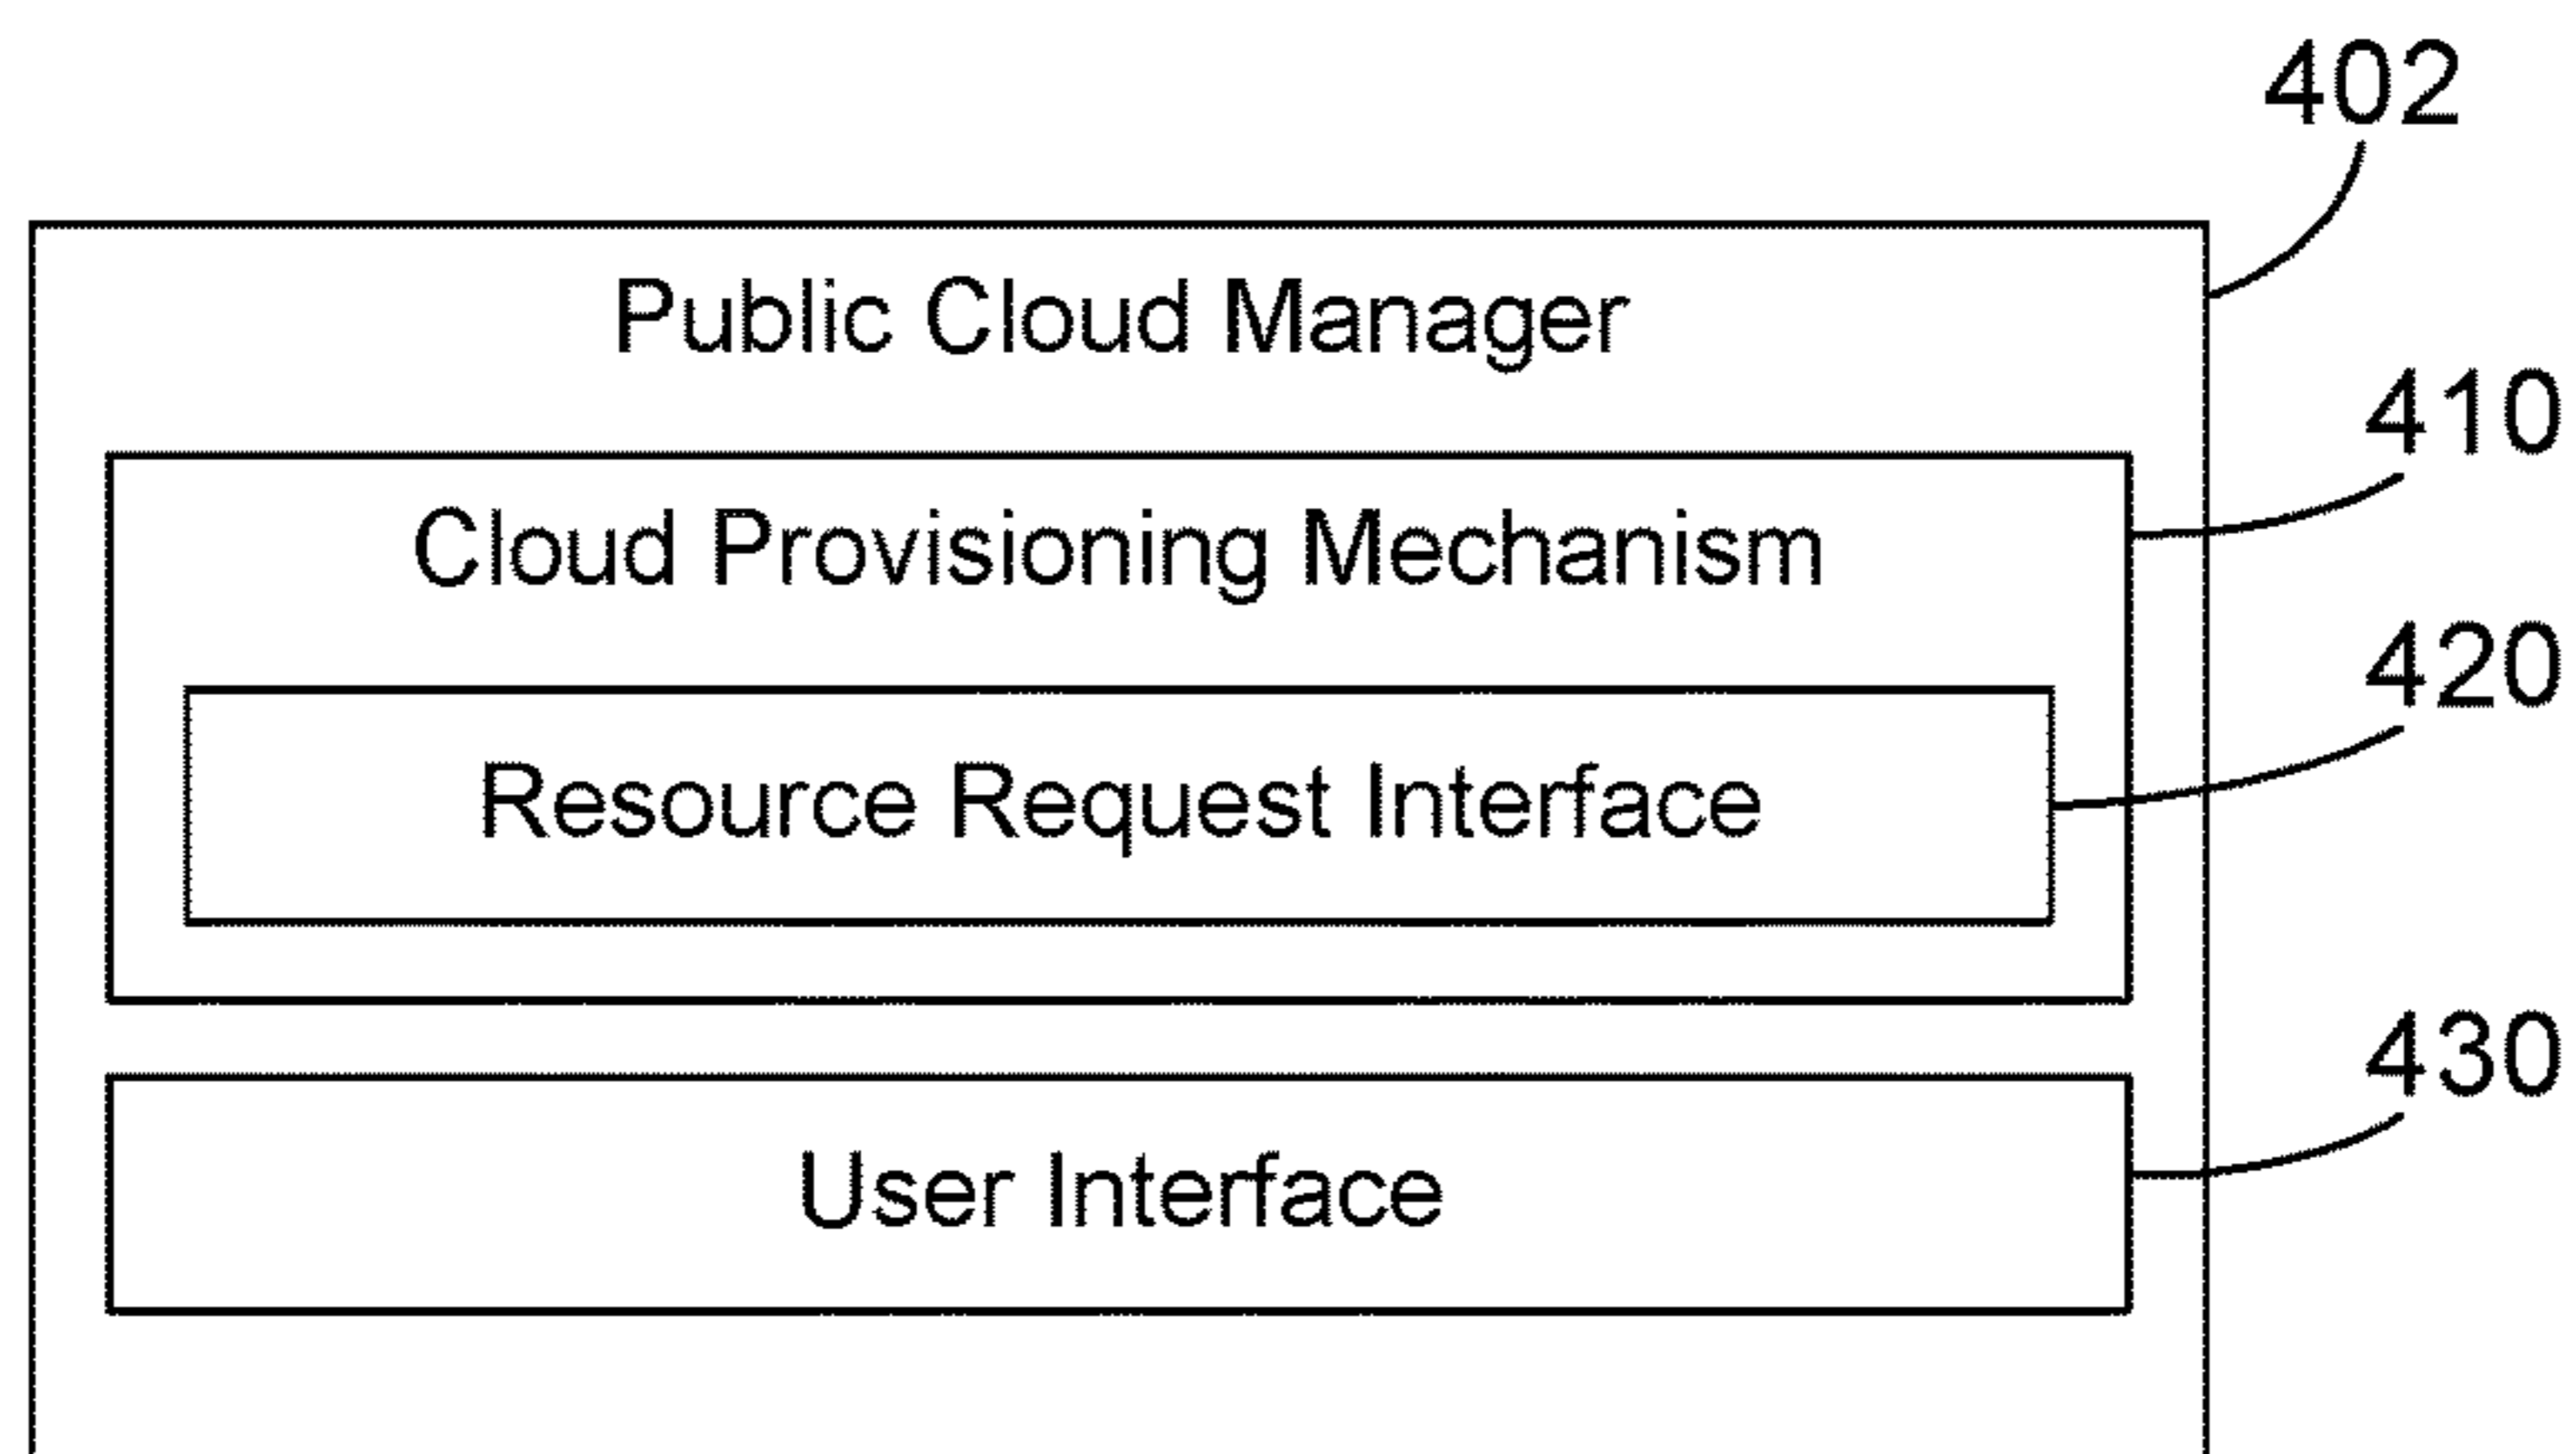 402
Public Cloud Manager
410
Cloud Provisioning Mechanism
420
Resource Request Interface
430
User Interface